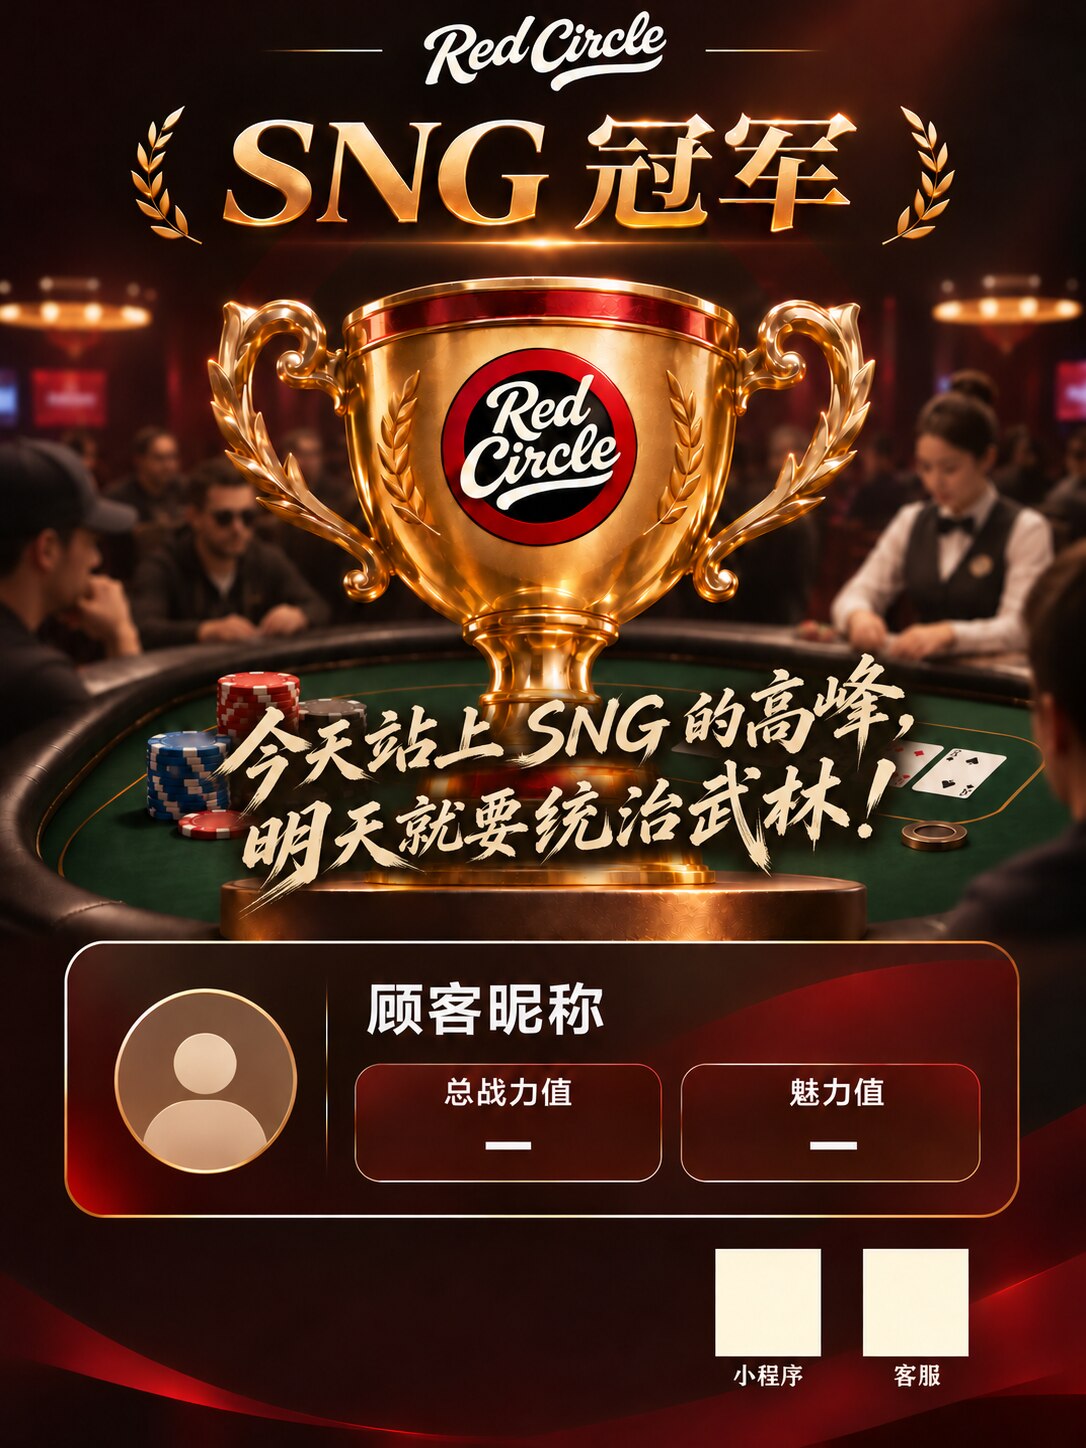 Red Circle
SNG 冠军
Red
Circle
今天站上 SNG 的高峰，
明天就要统治武林！
顾客昵称
总战力值
魅力值
—
—
小程序
客服